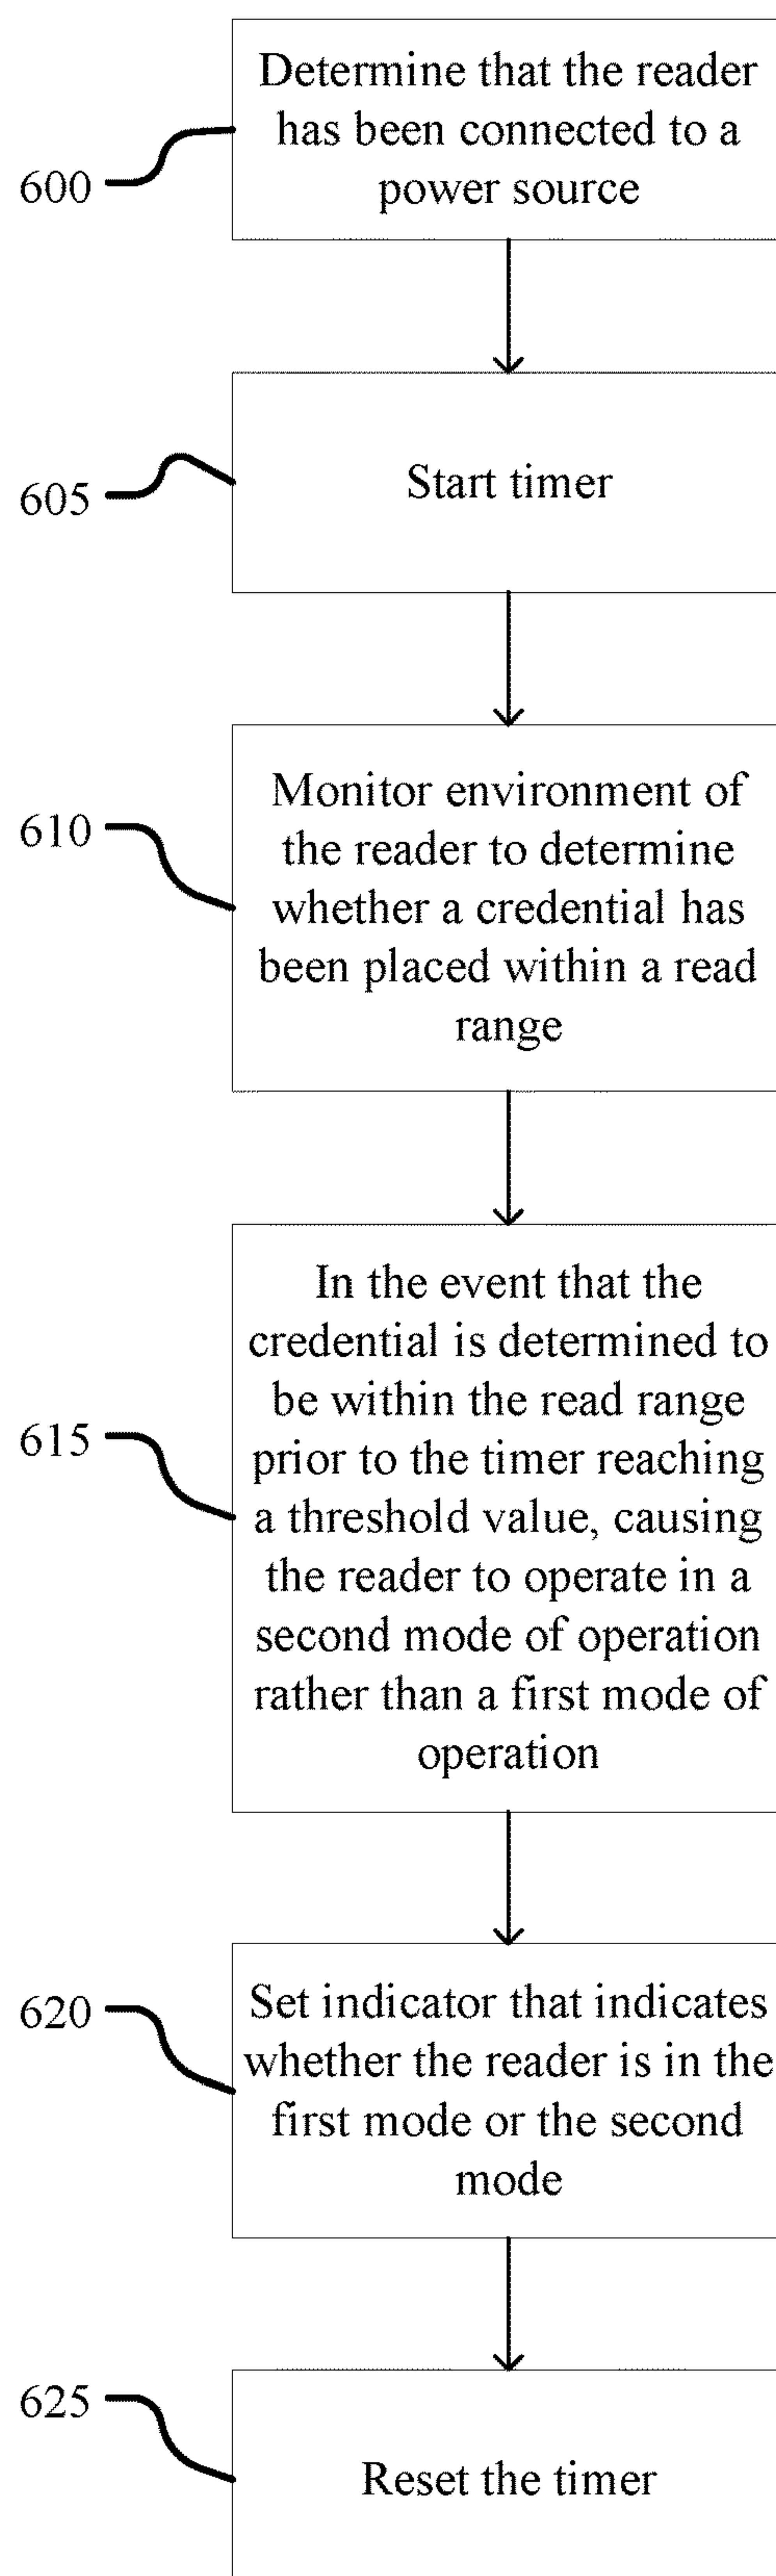 Determine that the reader
has been connected to a
power source
600
Start timer
605
Monitor environment of
the reader to determine
whether a credential has
been placed within a read
range
610
In the event that the
credential is determined to
be within the read range
prior to the timer reaching
a threshold value, causing
the reader to operate in a
second mode of operation
rather than a first mode of
operation
615
Set indicator that indicates
whether the reader is in the
first mode or the second
mode
620
Reset the timer
625